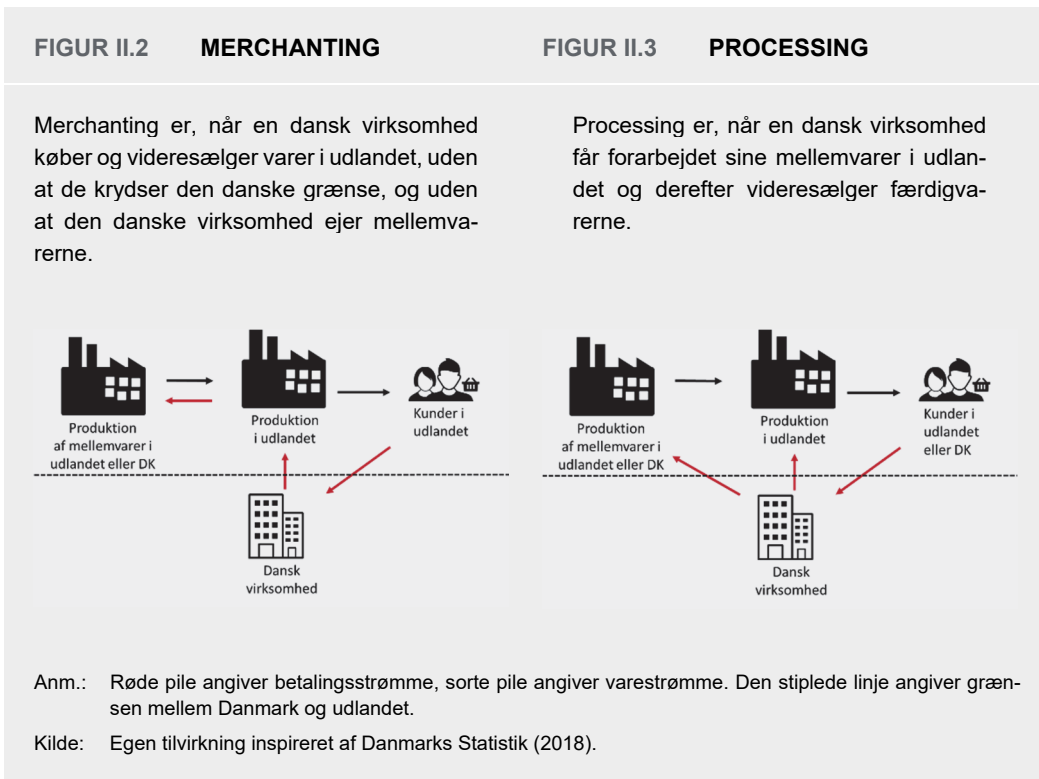 FIGUR II.2 MERCHANTING
Merchanting er, når en dansk virksomhed
køber og videresælger varer i udlandet, uden
at de krydser den danske grænse, og uden
at den danske virksomhed ejer mellemva-
rerne.
Produktion
af mellemvarer i
udlandet eller DK
Produktion
i udlandet
Kunder i
udlandet
Dansk
virksomhed
FIGUR II.3 PROCESSING
Processing er, når en dansk virksomhed
får forarbejdet sine mellemvarer i udlan-
det og derefter videresælger færdigva-
rerne.
Produktion
af mellemvarer i
udlandet eller DK
Produktion
i udlandet
Kunder i
udlandet
eller DK
Dansk
virksomhed
Anm.: Røde pile angiver betalingsstrømme, sorte pile angiver varestrømme. Den stiplede linje angiver græn-
sen mellem Danmark og udlandet.
Kilde: Egen tilvirkning inspireret af Danmarks Statistik (2018).